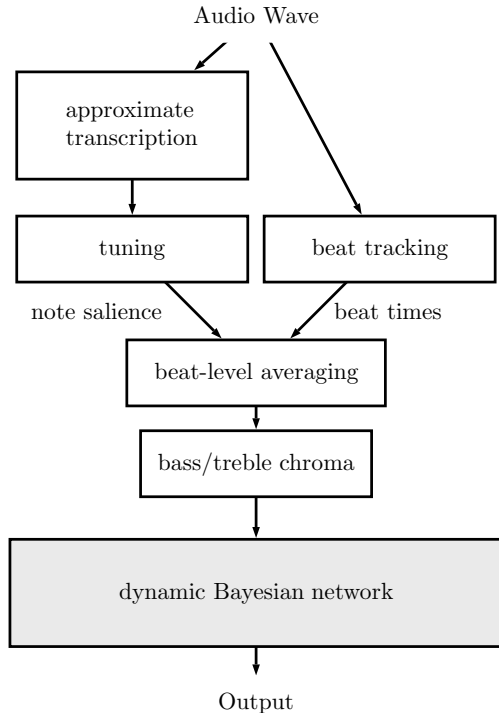 Audio Wave
approximate
transcription
tuning
beat tracking
note salience
beat times
beat-level averaging
bass/treble chroma
dynamic Bayesian network
Output